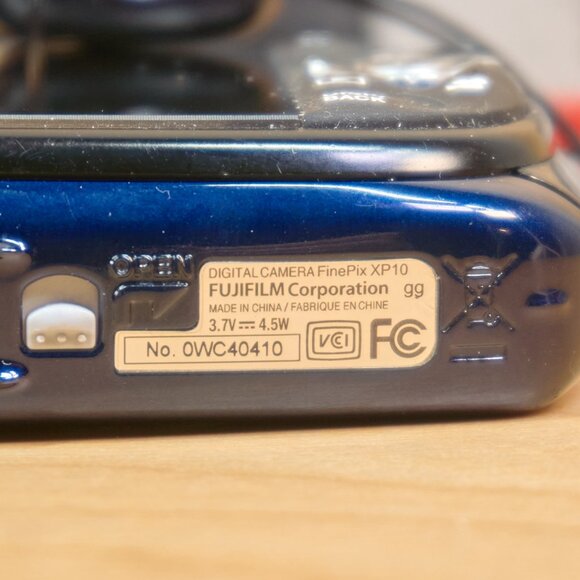 BACK
OPEN
DIGITAL CAMERA FinePix XP10
FUJIFILM Corporation gg
MADE IN CHINA / FABRIQUE EN CHINE
3.7V⎓ 4.5W
No. 0WC40410
VCI
FC